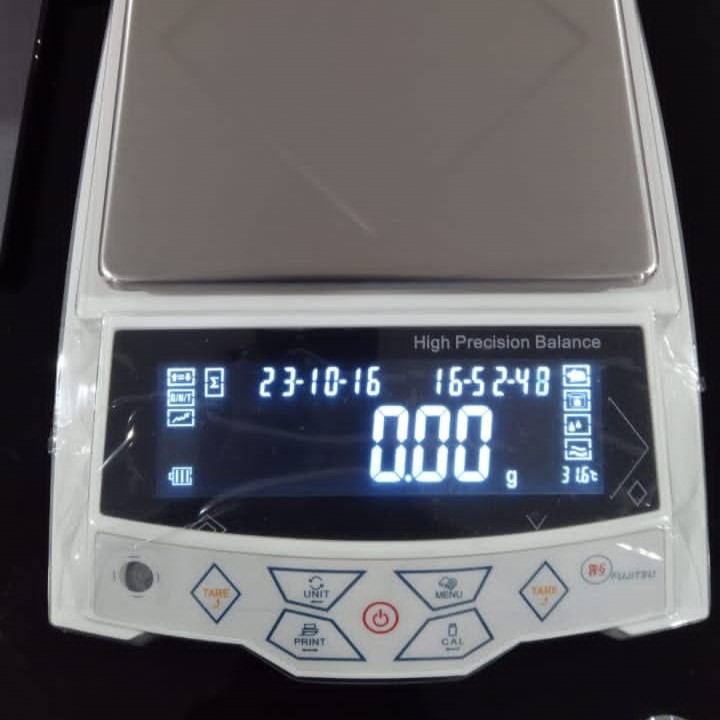 High Precision Balance
23-10-16 16-52-48
0.00 g
31.6℃
TARE
UNIT
MENU
TARE
FUJITSU
PRINT
CAL